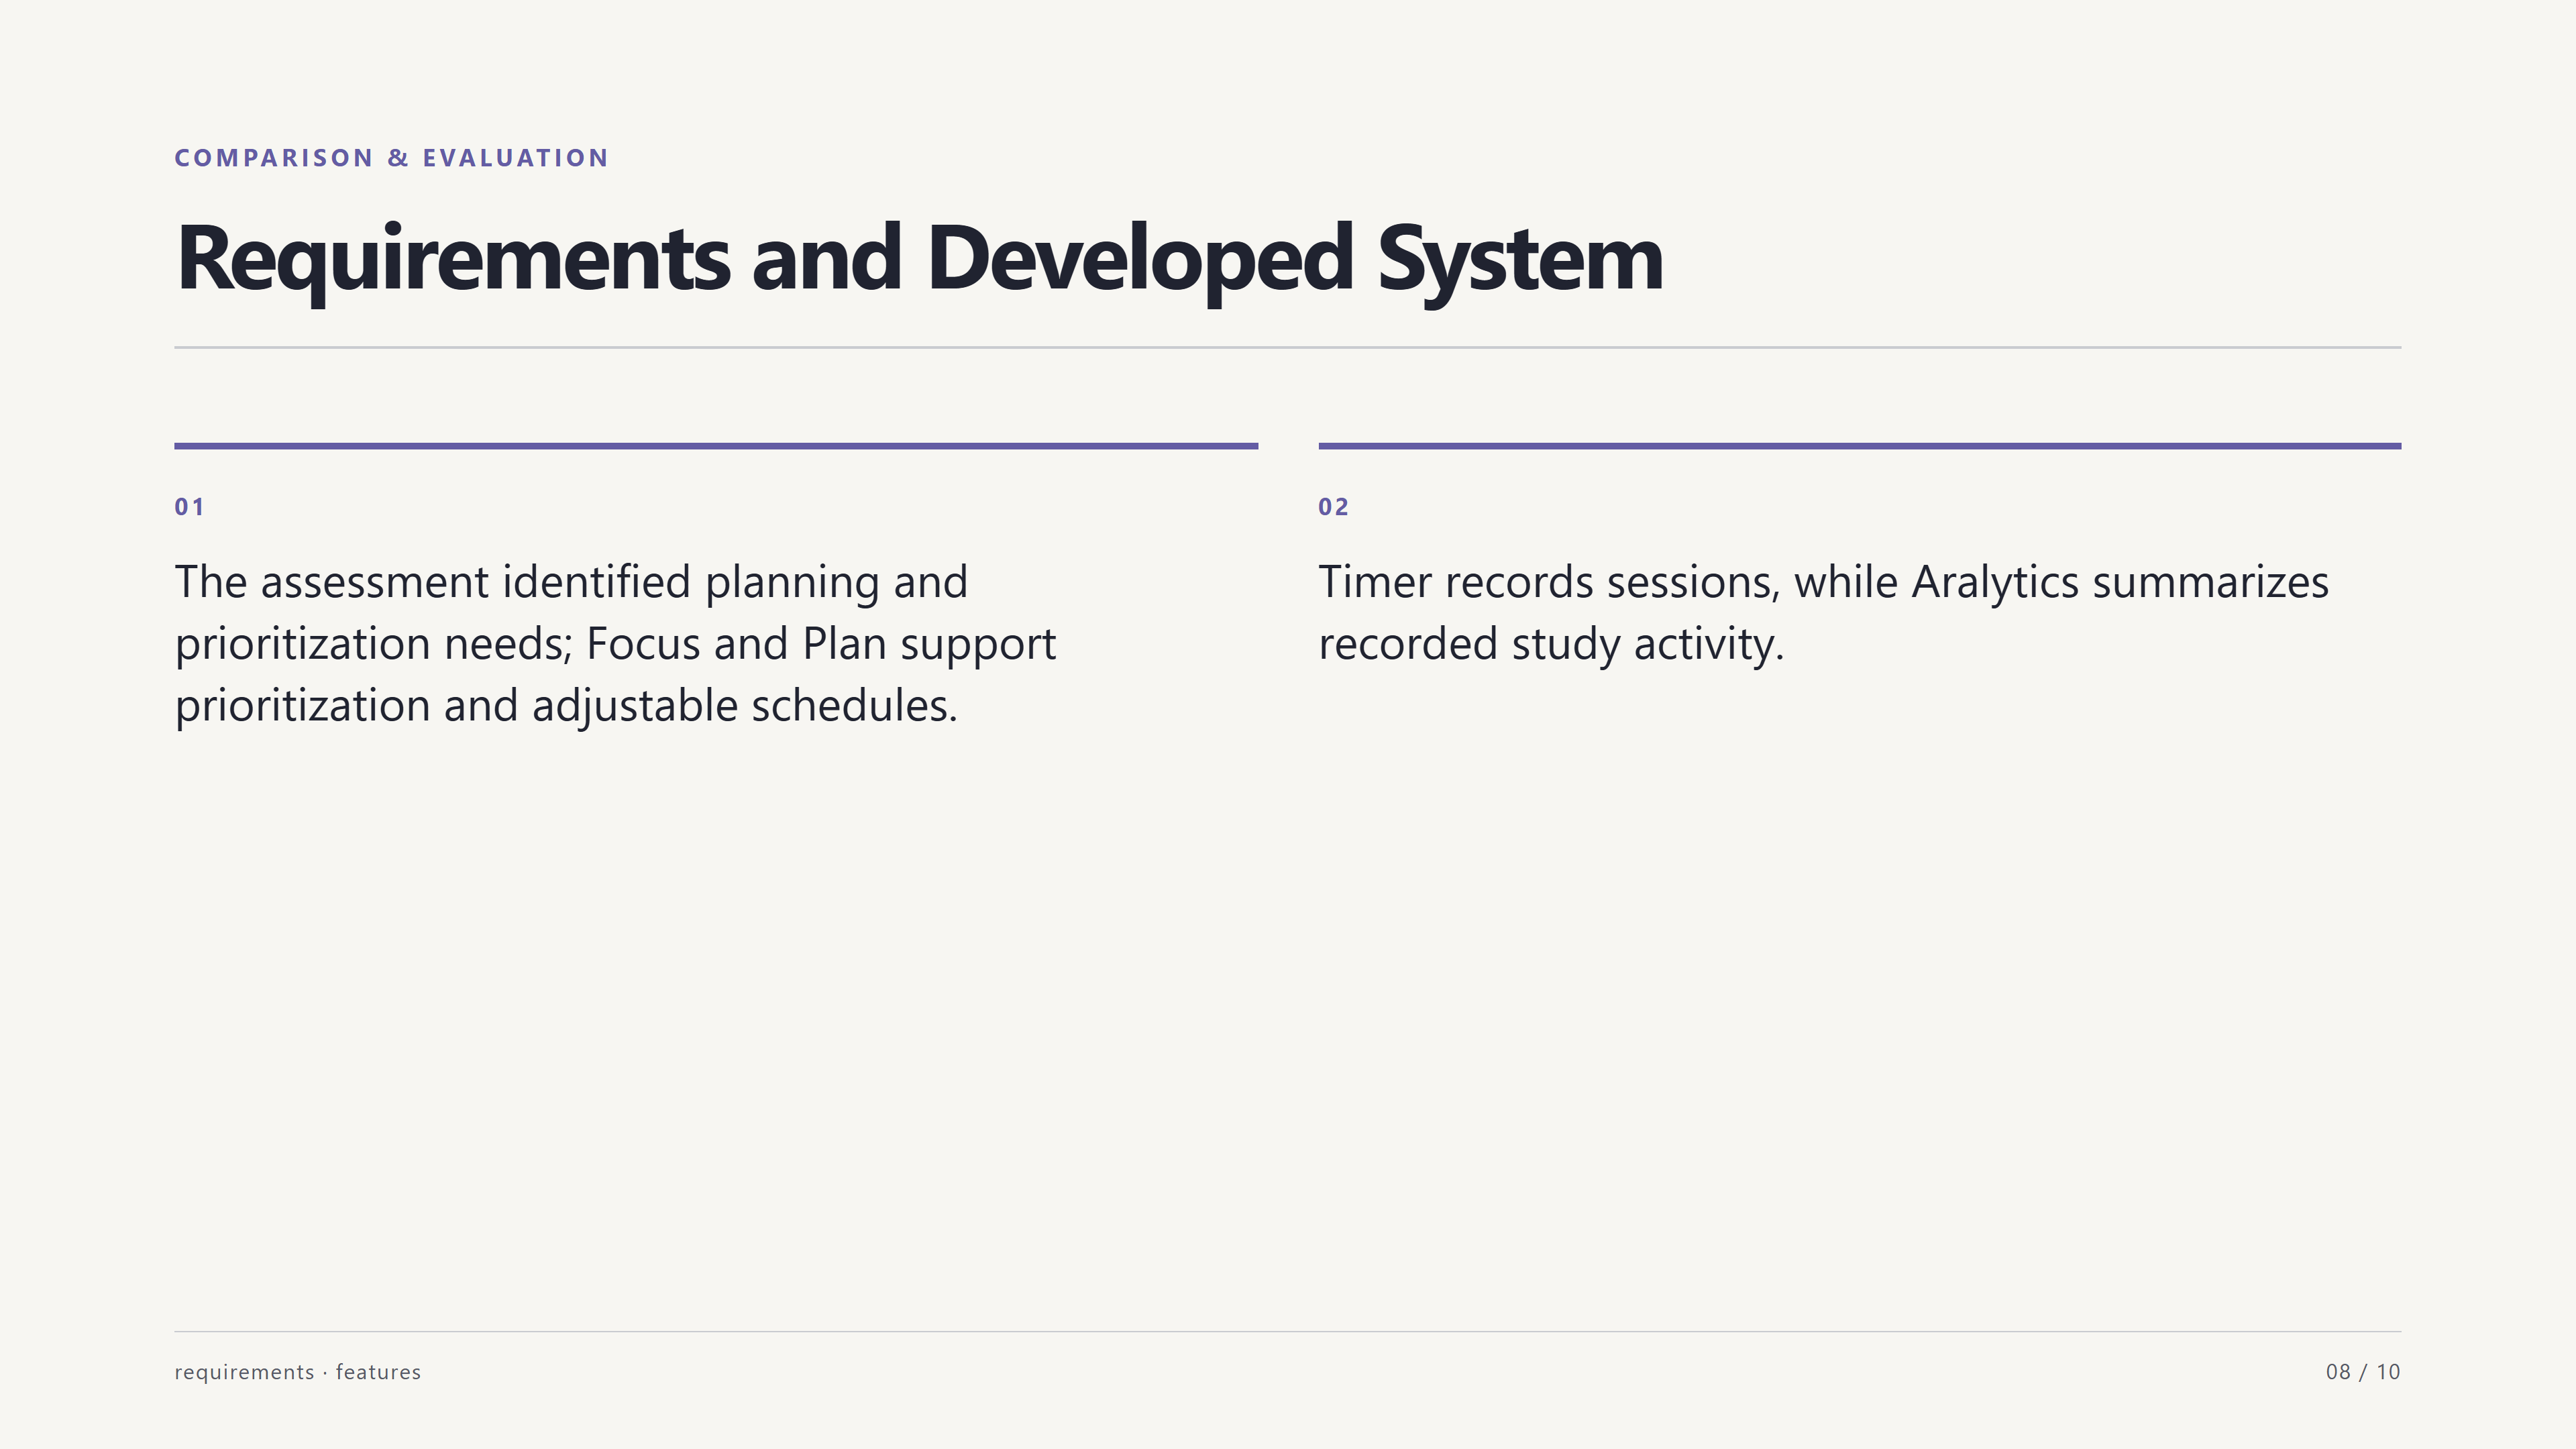 COMPARISON & EVALUATION
Requirements and Developed System
01
The assessment identified planning and
prioritization needs; Focus and Plan support
prioritization and adjustable schedules.
02
Timer records sessions, while Aralytics summarizes
recorded study activity.
requirements · features
08 / 10